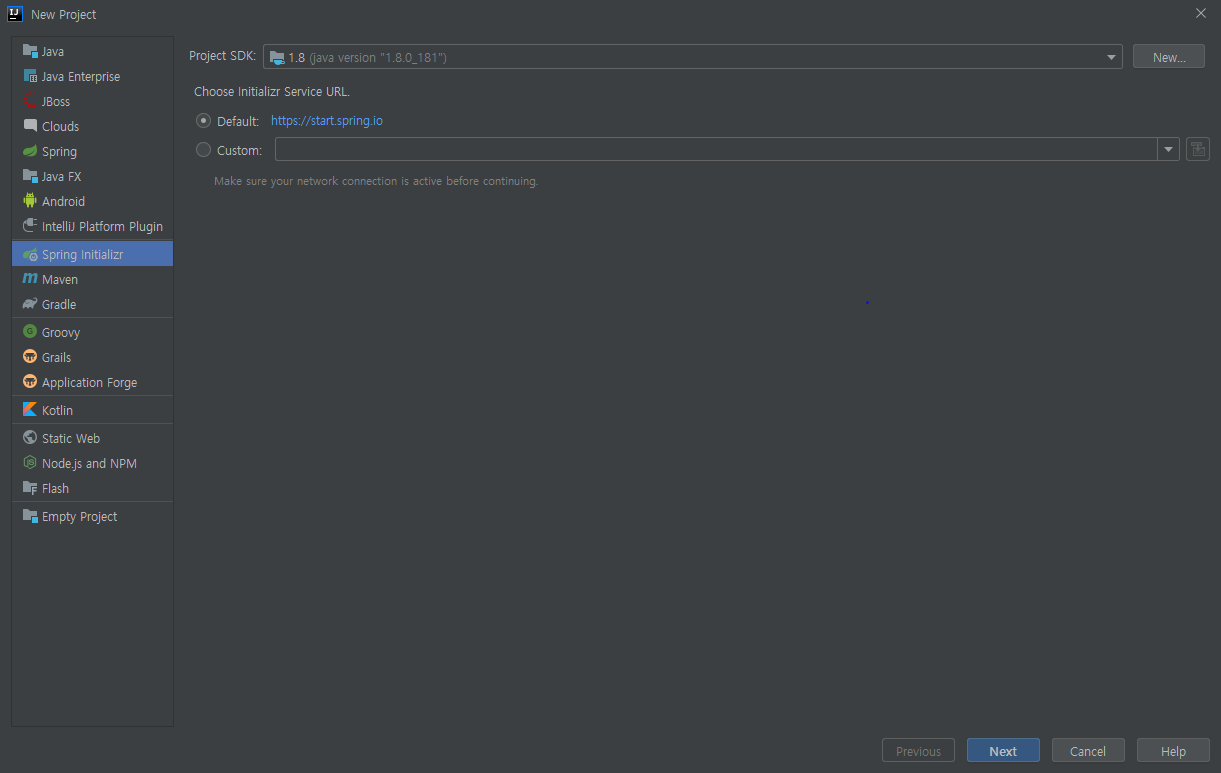 New Project
Java
Java Enterprise
JBoss
Clouds
Spring
Java FX
Android
IntelliJ Platform Plugin
Spring Initializr
Maven
Gradle
Groovy
Grails
Application Forge
Kotlin
Static Web
Node.js and NPM
Flash
Empty Project
Project SDK: 1.8 (java version "1.8.0_181") New...
Choose Initializr Service URL.
Default: https://start.spring.io
Custom:
Make sure your network connection is active before continuing.
Previous Next Cancel Help